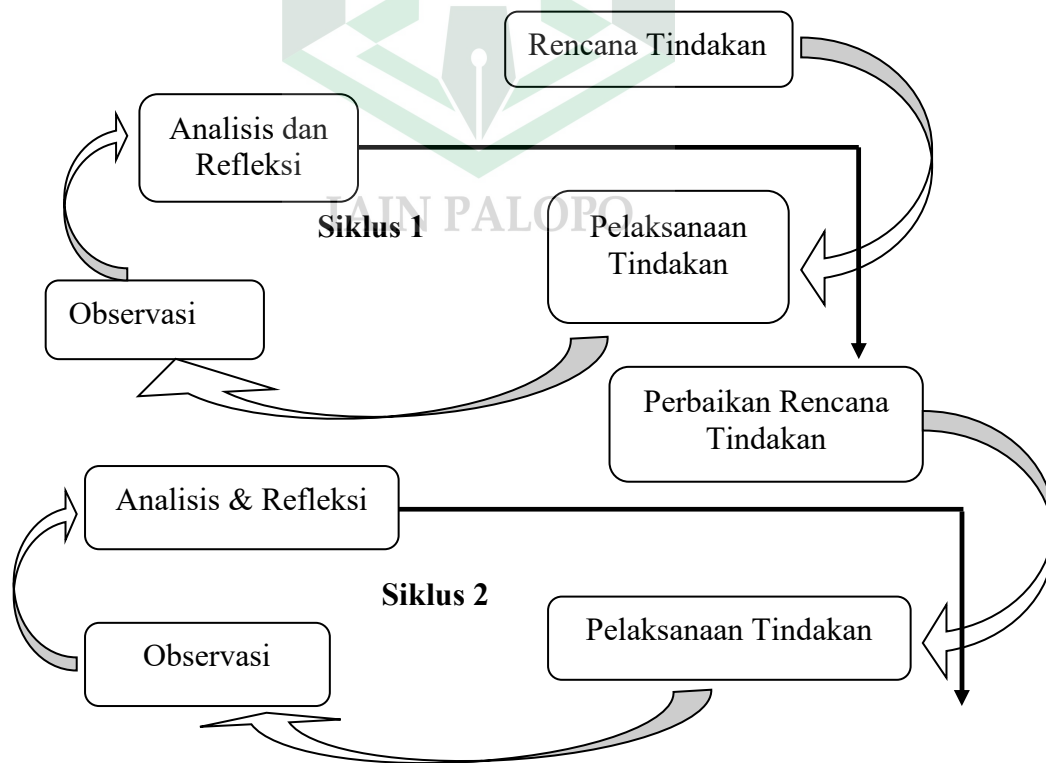 Rencana Tindakan
Analisis dan
Refleksi
IAIN PALOPO
Siklus 1
Pelaksanaan
Tindakan
Observasi
Perbaikan Rencana
Tindakan
Analisis & Refleksi
Siklus 2
Pelaksanaan Tindakan
Observasi